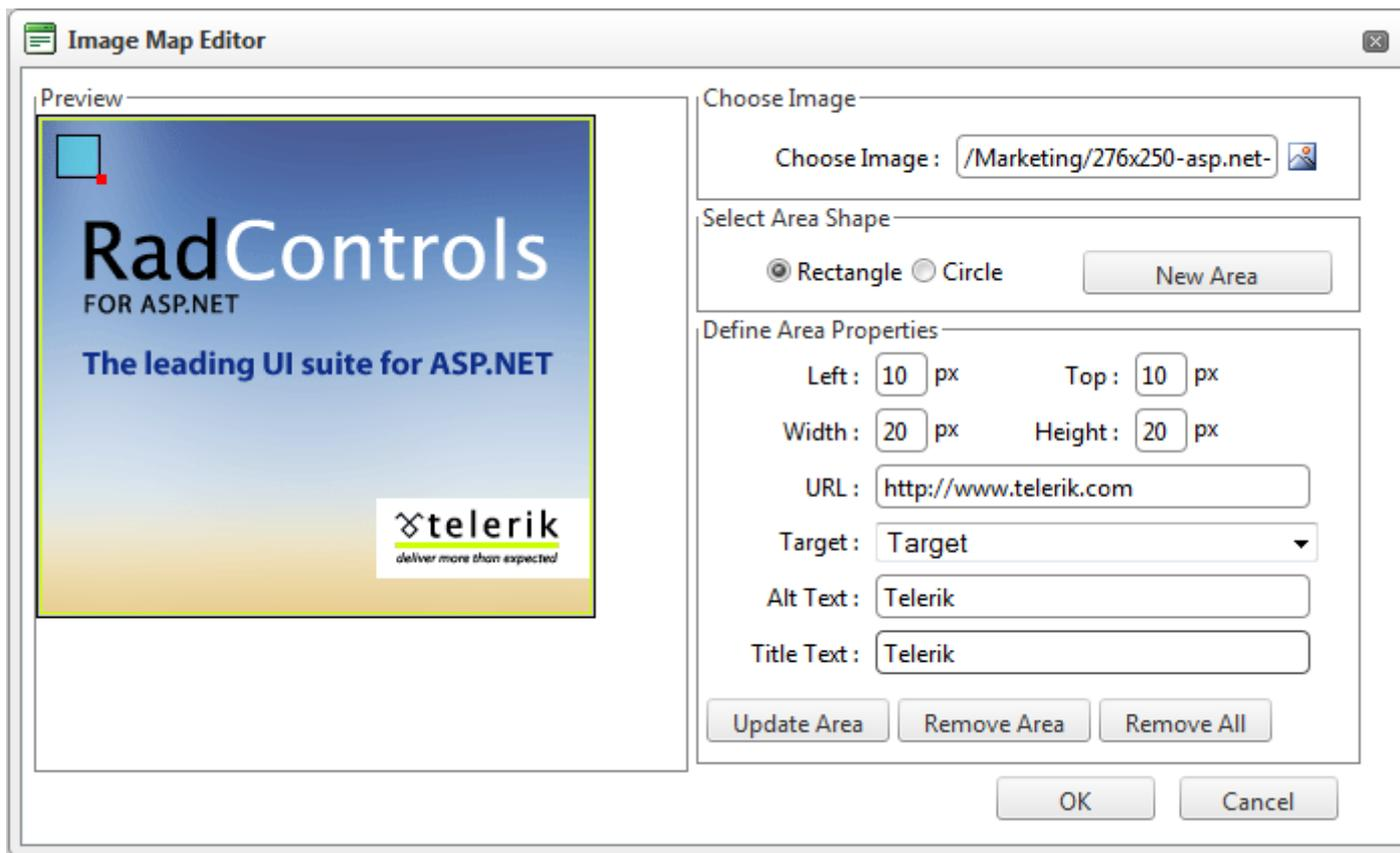 Image Map Editor
Preview
RadControls
FOR ASP.NET
The leading UI suite for ASP.NET
telerik
deliver more than expected
Choose Image
Choose Image : /Marketing/276x250-asp.net-
Select Area Shape
Rectangle Circle New Area
Define Area Properties
Left : 10 px Top : 10 px
Width : 20 px Height : 20 px
URL : http://www.telerik.com
Target : Target
Alt Text : Telerik
Title Text : Telerik
Update Area Remove Area Remove All
OK Cancel